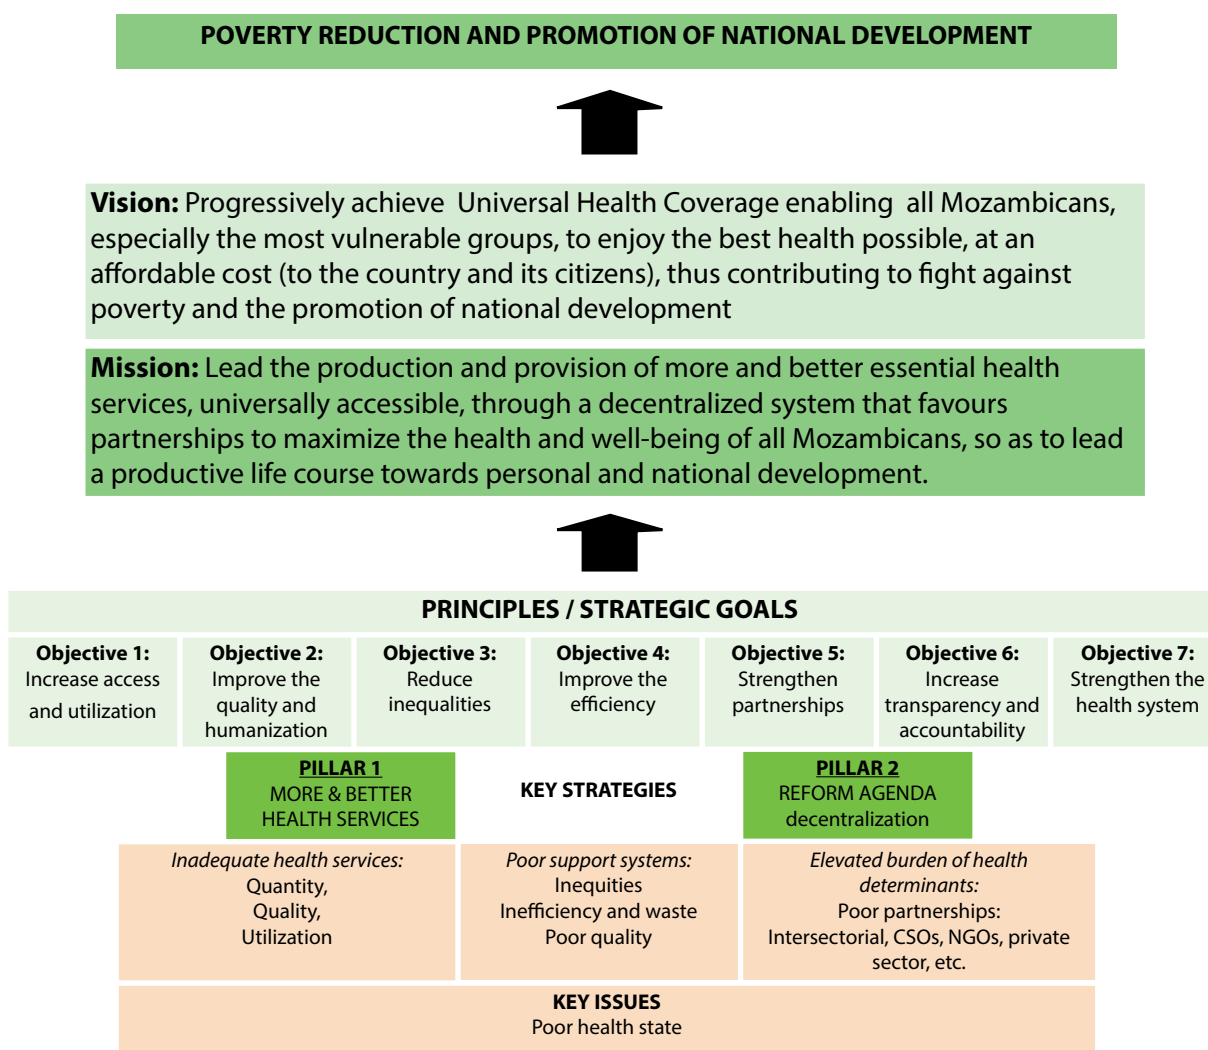 POVERTY REDUCTION AND PROMOTION OF NATIONAL DEVELOPMENT
Vision: Progressively achieve Universal Health Coverage enabling all Mozambicans,
especially the most vulnerable groups, to enjoy the best health possible, at an
affordable cost (to the country and its citizens), thus contributing to fight against
poverty and the promotion of national development
Mission: Lead the production and provision of more and better essential health
services, universally accessible, through a decentralized system that favours
partnerships to maximize the health and well-being of all Mozambicans, so as to lead
a productive life course towards personal and national development.
PRINCIPLES / STRATEGIC GOALS
Objective 1:
Increase access
and utilization
Objective 2:
Improve the
quality and
humanization
Objective 3:
Reduce
inequalities
Objective 4:
Improve the
efficiency
Objective 5:
Strengthen
partnerships
Objective 6:
Increase
transparency and
accountability
Objective 7:
Strengthen the
health system
PILLAR 1
MORE & BETTER
HEALTH SERVICES
KEY STRATEGIES
PILLAR 2
REFORM AGENDA
decentralization
Inadequate health services:
Quantity,
Quality,
Utilization
Poor support systems:
Inequities
Inefficiency and waste
Poor quality
Elevated burden of health
determinants:
Poor partnerships:
Intersectorial, CSOs, NGOs, private
sector, etc.
KEY ISSUES
Poor health state